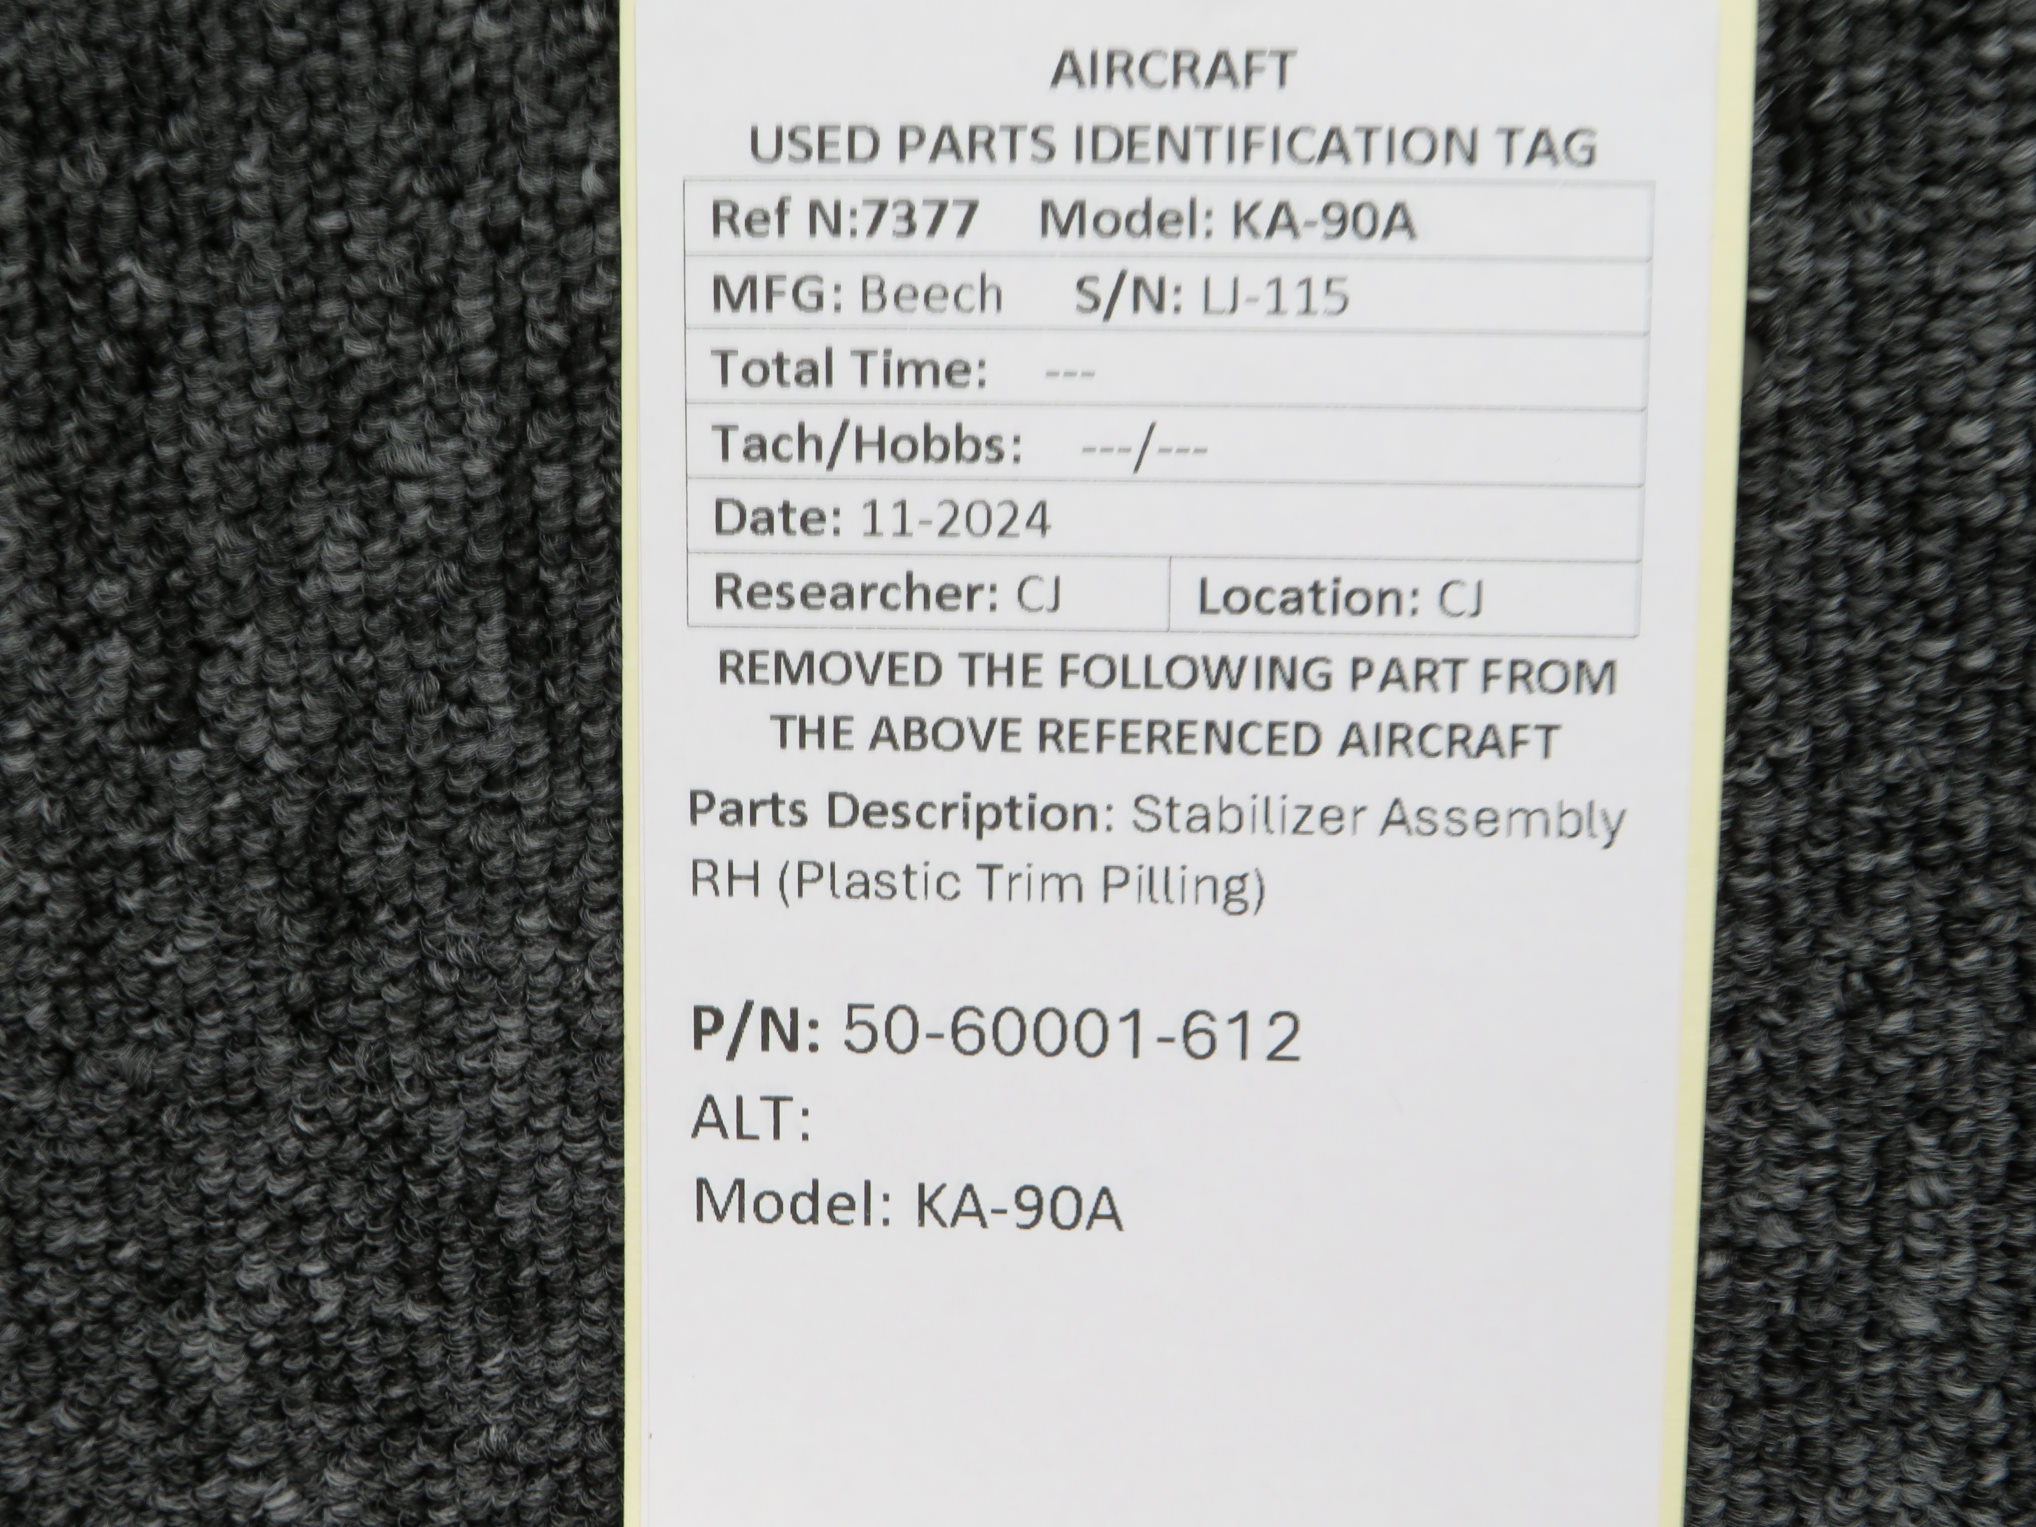 AIRCRAFT
USED PARTS IDENTIFICATION TAG
Ref N:7377 Model: KA-90A
MFG: Beech S/N: LJ-115
Total Time: ---
Tach/Hobbs: ---/---
Date: 11-2024
Researcher: CJ Location: CJ
REMOVED THE FOLLOWING PART FROM
THE ABOVE REFERENCED AIRCRAFT
Parts Description: Stabilizer Assembly
RH (Plastic Trim Pilling)
P/N: 50-60001-612
ALT:
Model: KA-90A